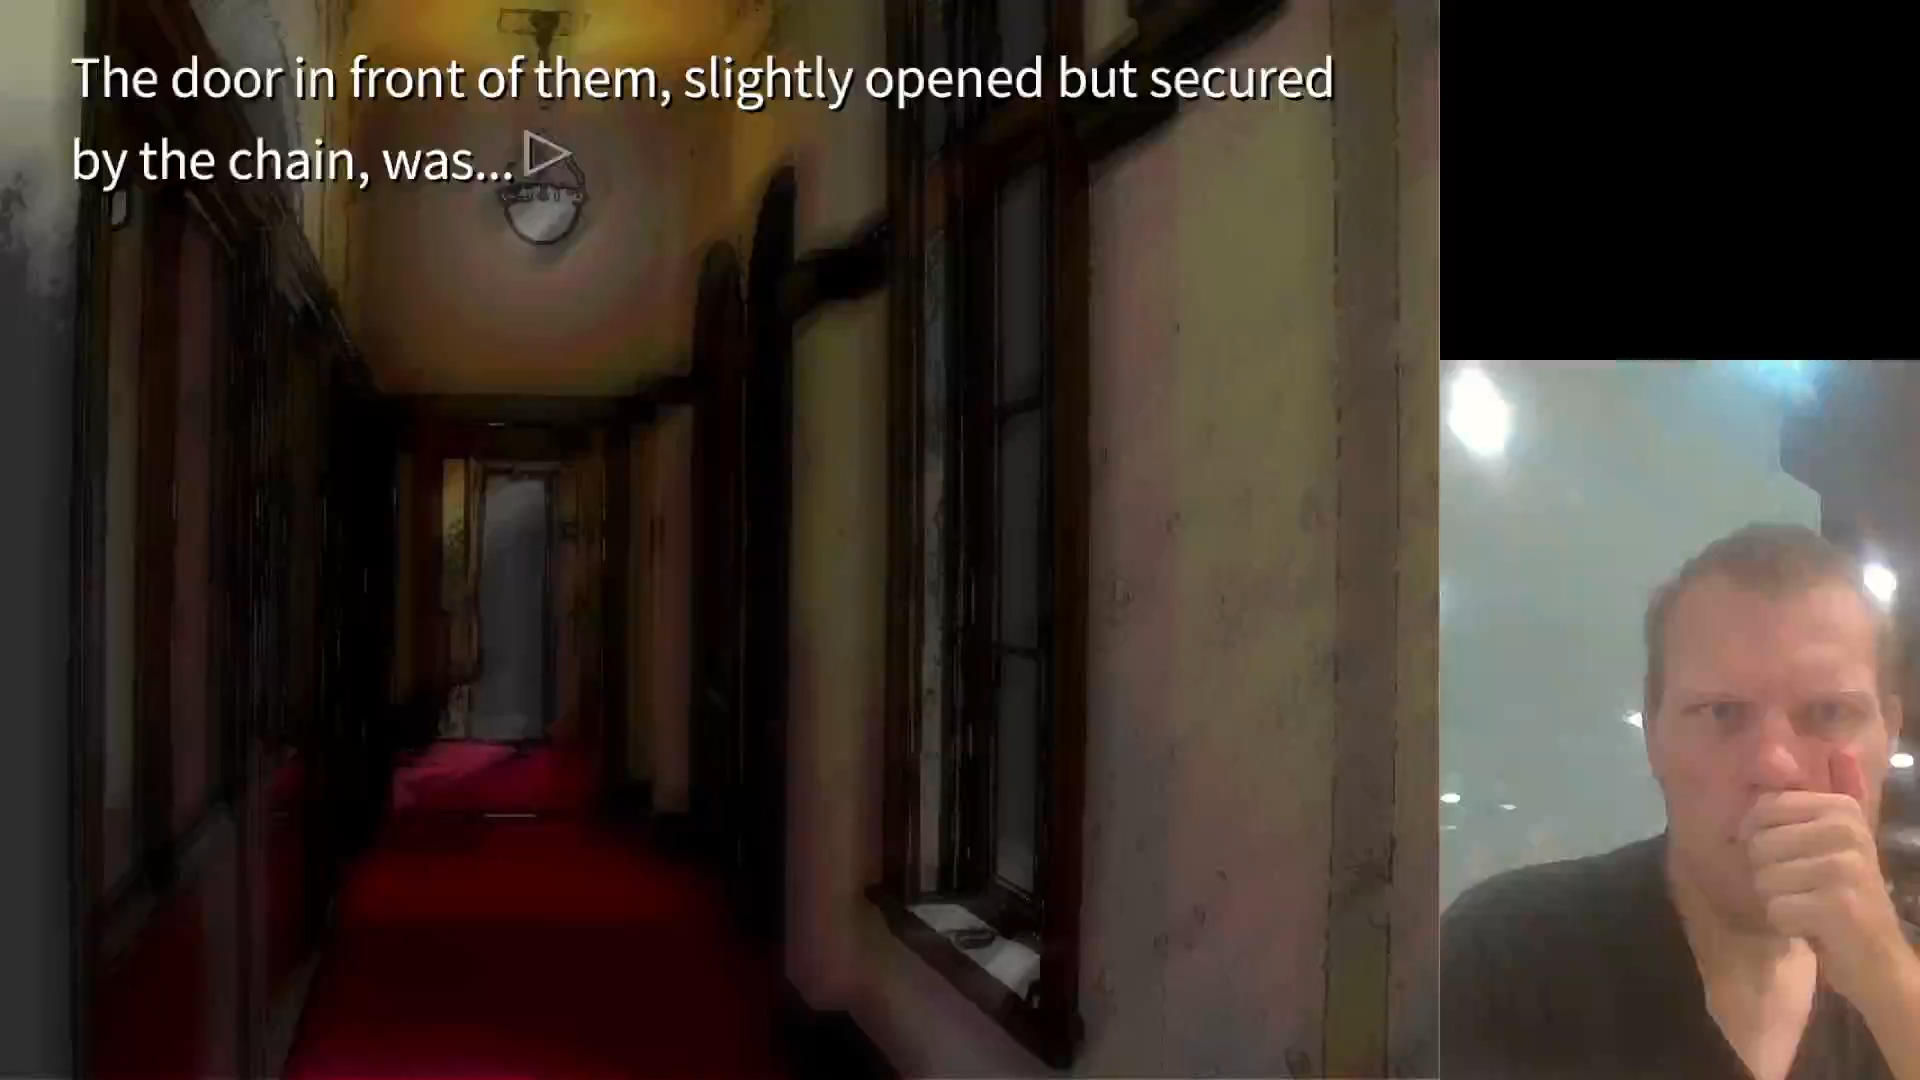 The door in front of them, slightly opened but secured
by the chain, was...